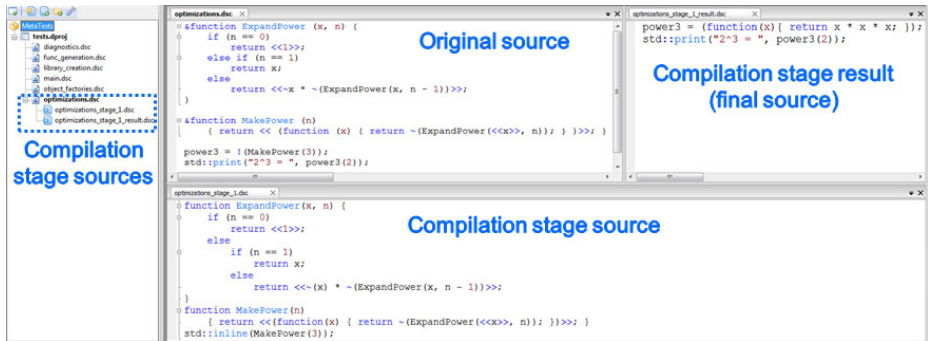 MetaTests
tests.dproj
diagnostics.dsc
func_generation.dsc
library_creation.dsc
main.dsc
object_factories.dsc
optimizations.dsc
optimizations_stage_1.dsc
optimizations_stage_1_result.dsc
Compilation
stage sources
optimizations.dsc
&function ExpandPower (x, n) {
if (n == 0)
return <<1>>;
else if (n == 1)
return x;
else
return <<~x * ~(ExpandPower(x, n - 1))>>;
}
&function MakePower (n)
{ return << (function (x) { return ~(ExpandPower(<<x>>, n)); } )>>; }
power3 = !(MakePower(3));
std::print("2^3 = ", power3(2));
Original source
optimizations_stage_1_result.dsc
power3 = (function(x){ return x * x * x; });
std::print("2^3 = ", power3(2));
Compilation stage result
(final source)
optimizations_stage_1.dsc
function ExpandPower(x, n) {
if (n == 0)
return <<1>>;
else
if (n == 1)
return x;
else
return <<~(x) * ~(ExpandPower(x, n - 1))>>;
}
function MakePower(n)
{ return <<(function(x) { return ~(ExpandPower(<<x>>, n)); })>>; }
std::inline(MakePower(3));
Compilation stage source